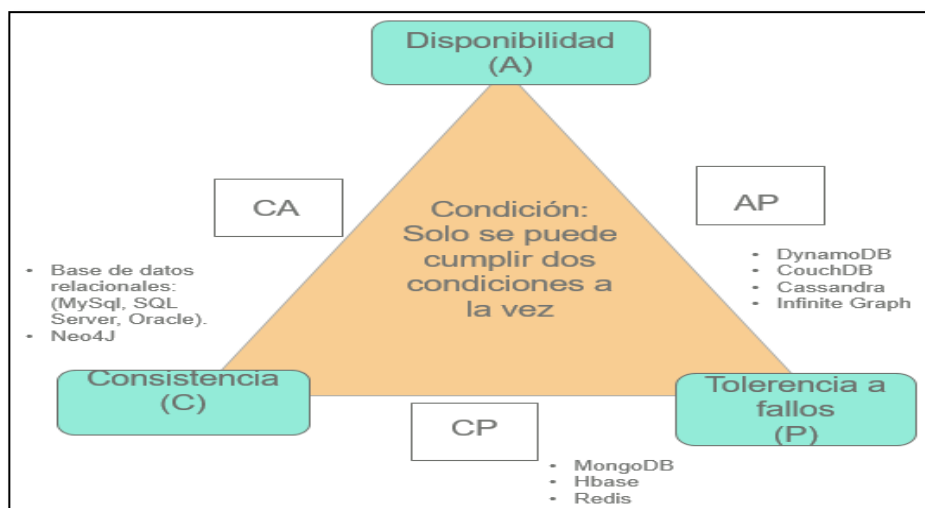 Disponibilidad
(A)
CA
AP
Condición:
Solo se puede
cumplir dos
condiciones a
la vez
• Base de datos
relacionales:
(MySql, SQL
Server, Oracle).
• Neo4J
• DynamoDB
• CouchDB
• Cassandra
• Infinite Graph
Consistencia
(C)
CP
Tolerencia a
fallos
(P)
• MongoDB
• Hbase
• Redis